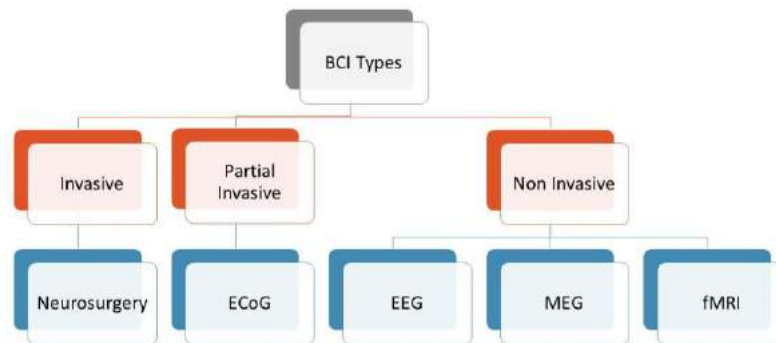 BCI Types
Invasive
Partial
Invasive
Non Invasive
Neurosurgery
ECoG
EEG
MEG
fMRI